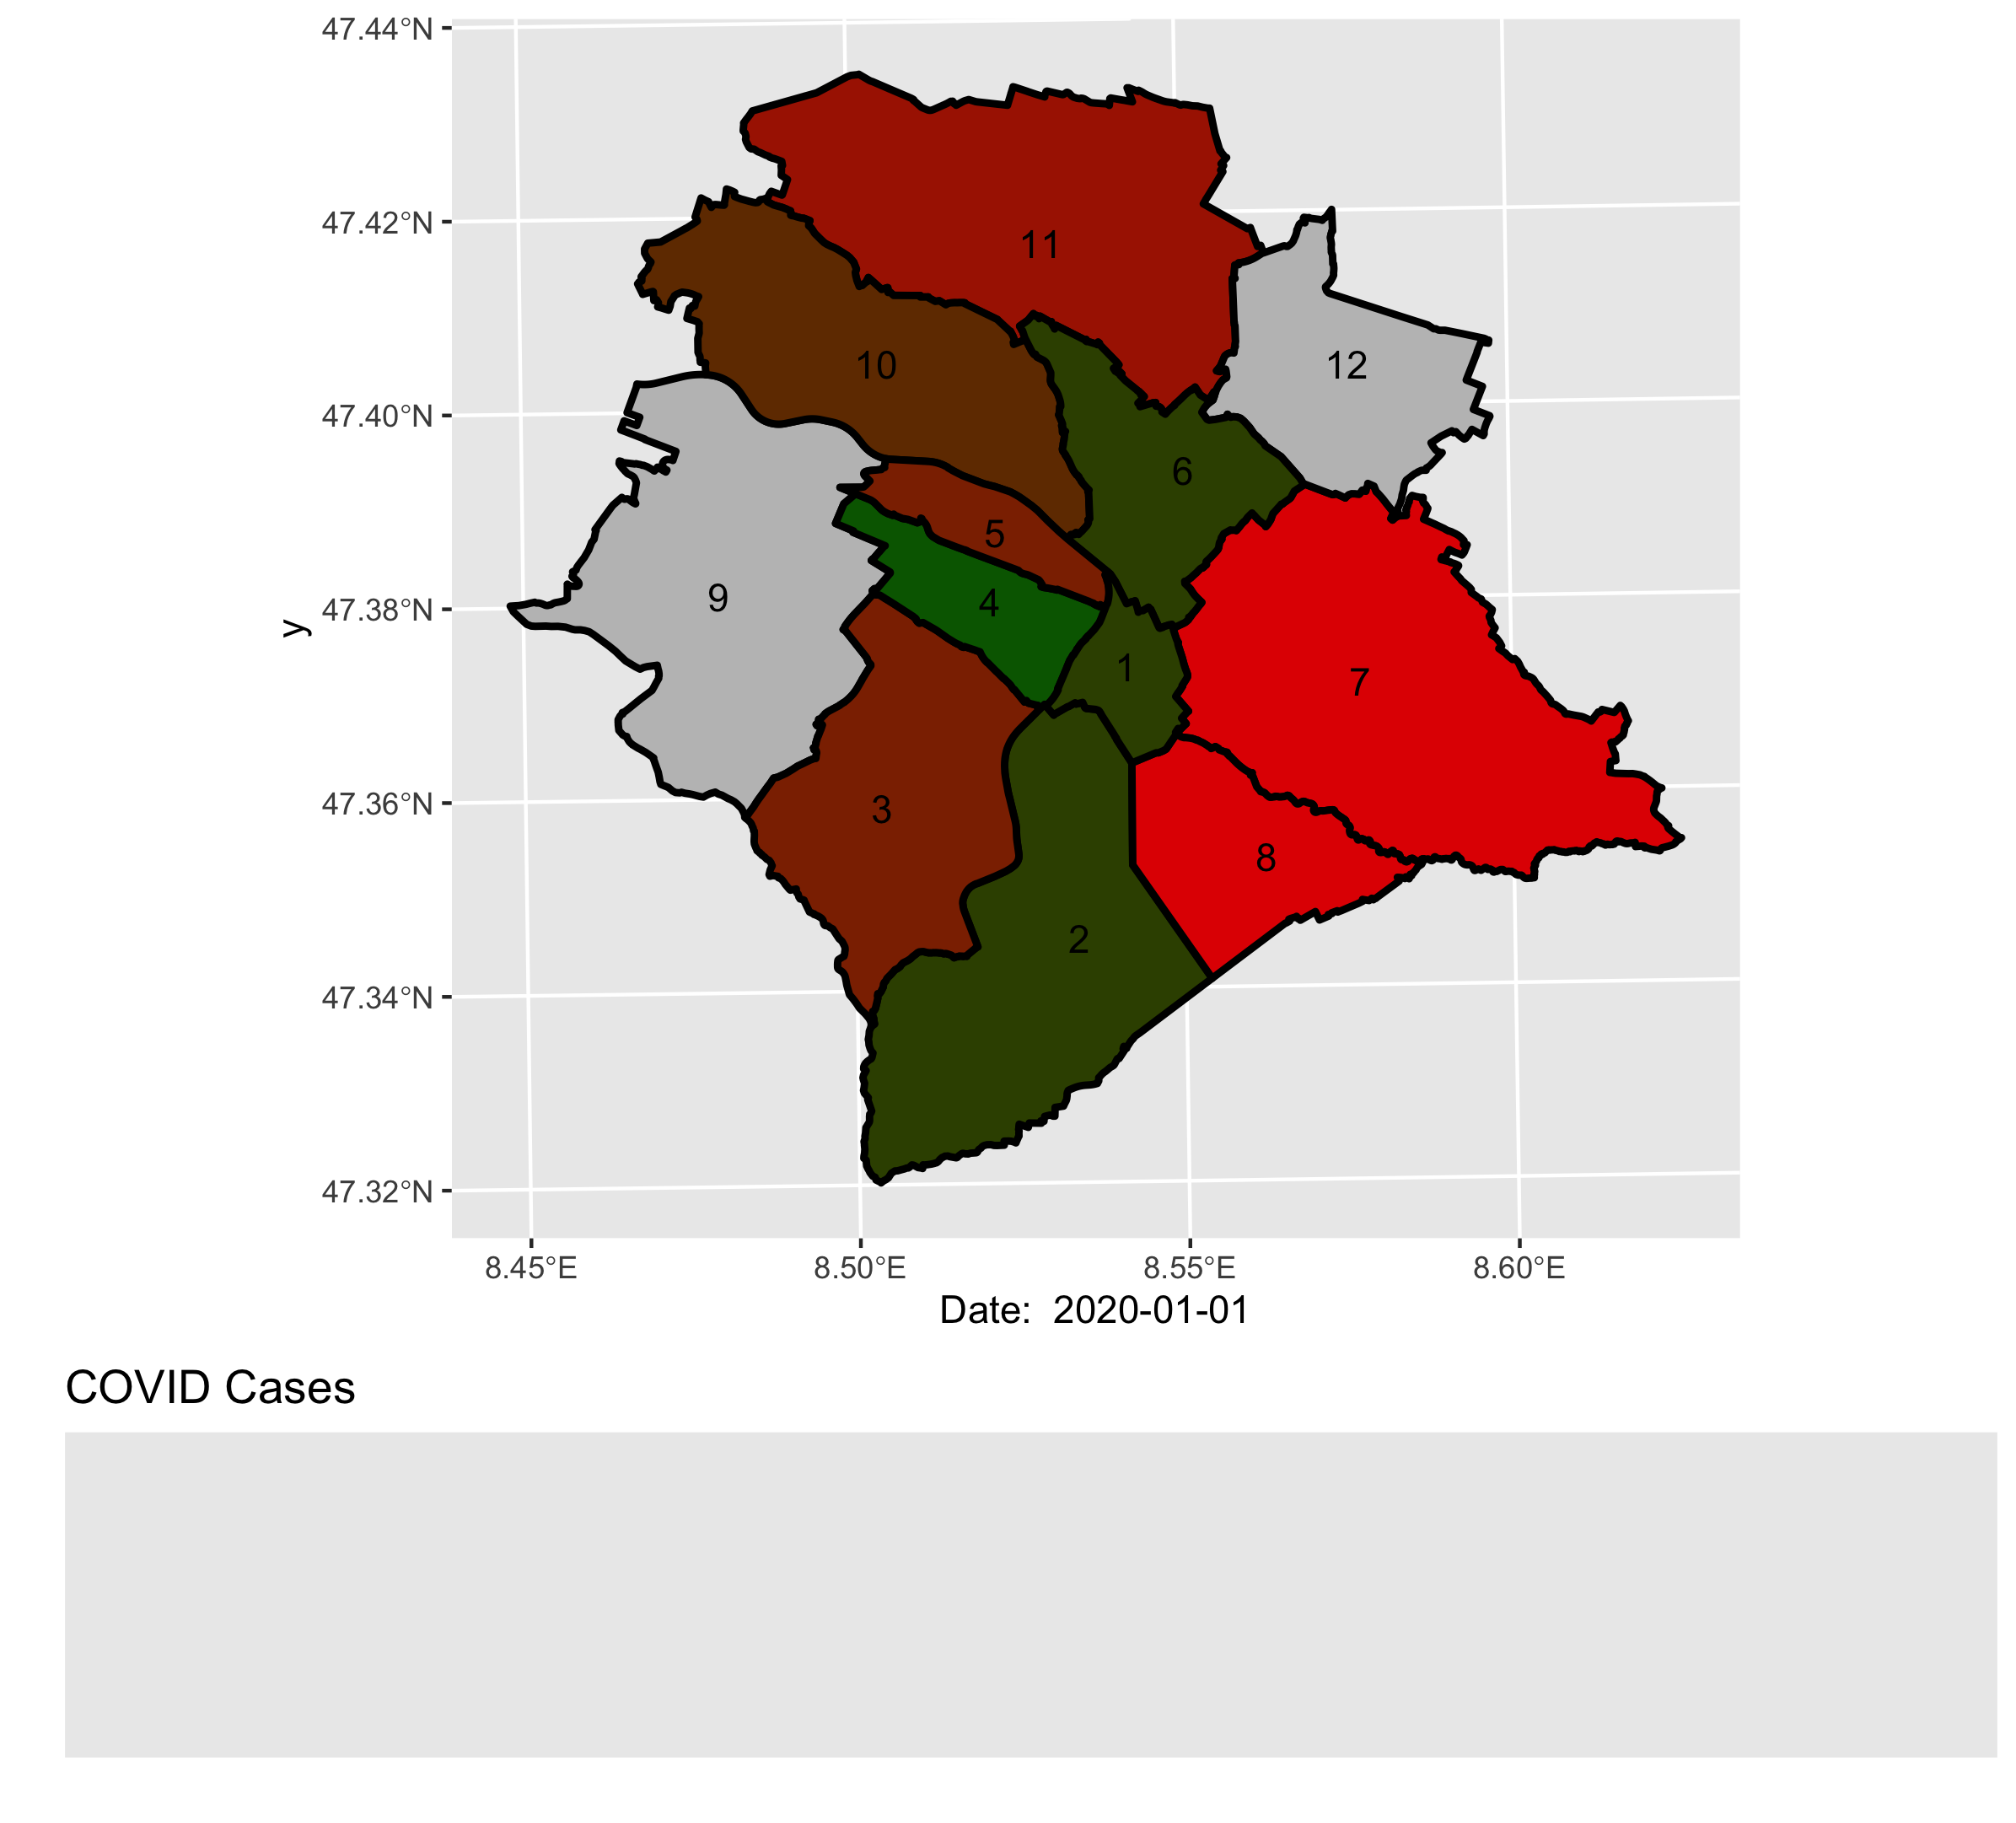 47.44°N
47.42°N
47.40°N
47.38°N
47.36°N
47.34°N
47.32°N
y
11
10
12
6
5
9
4
1
7
3
8
2
8.45°E 8.50°E 8.55°E 8.60°E
Date: 2020-01-01
COVID Cases